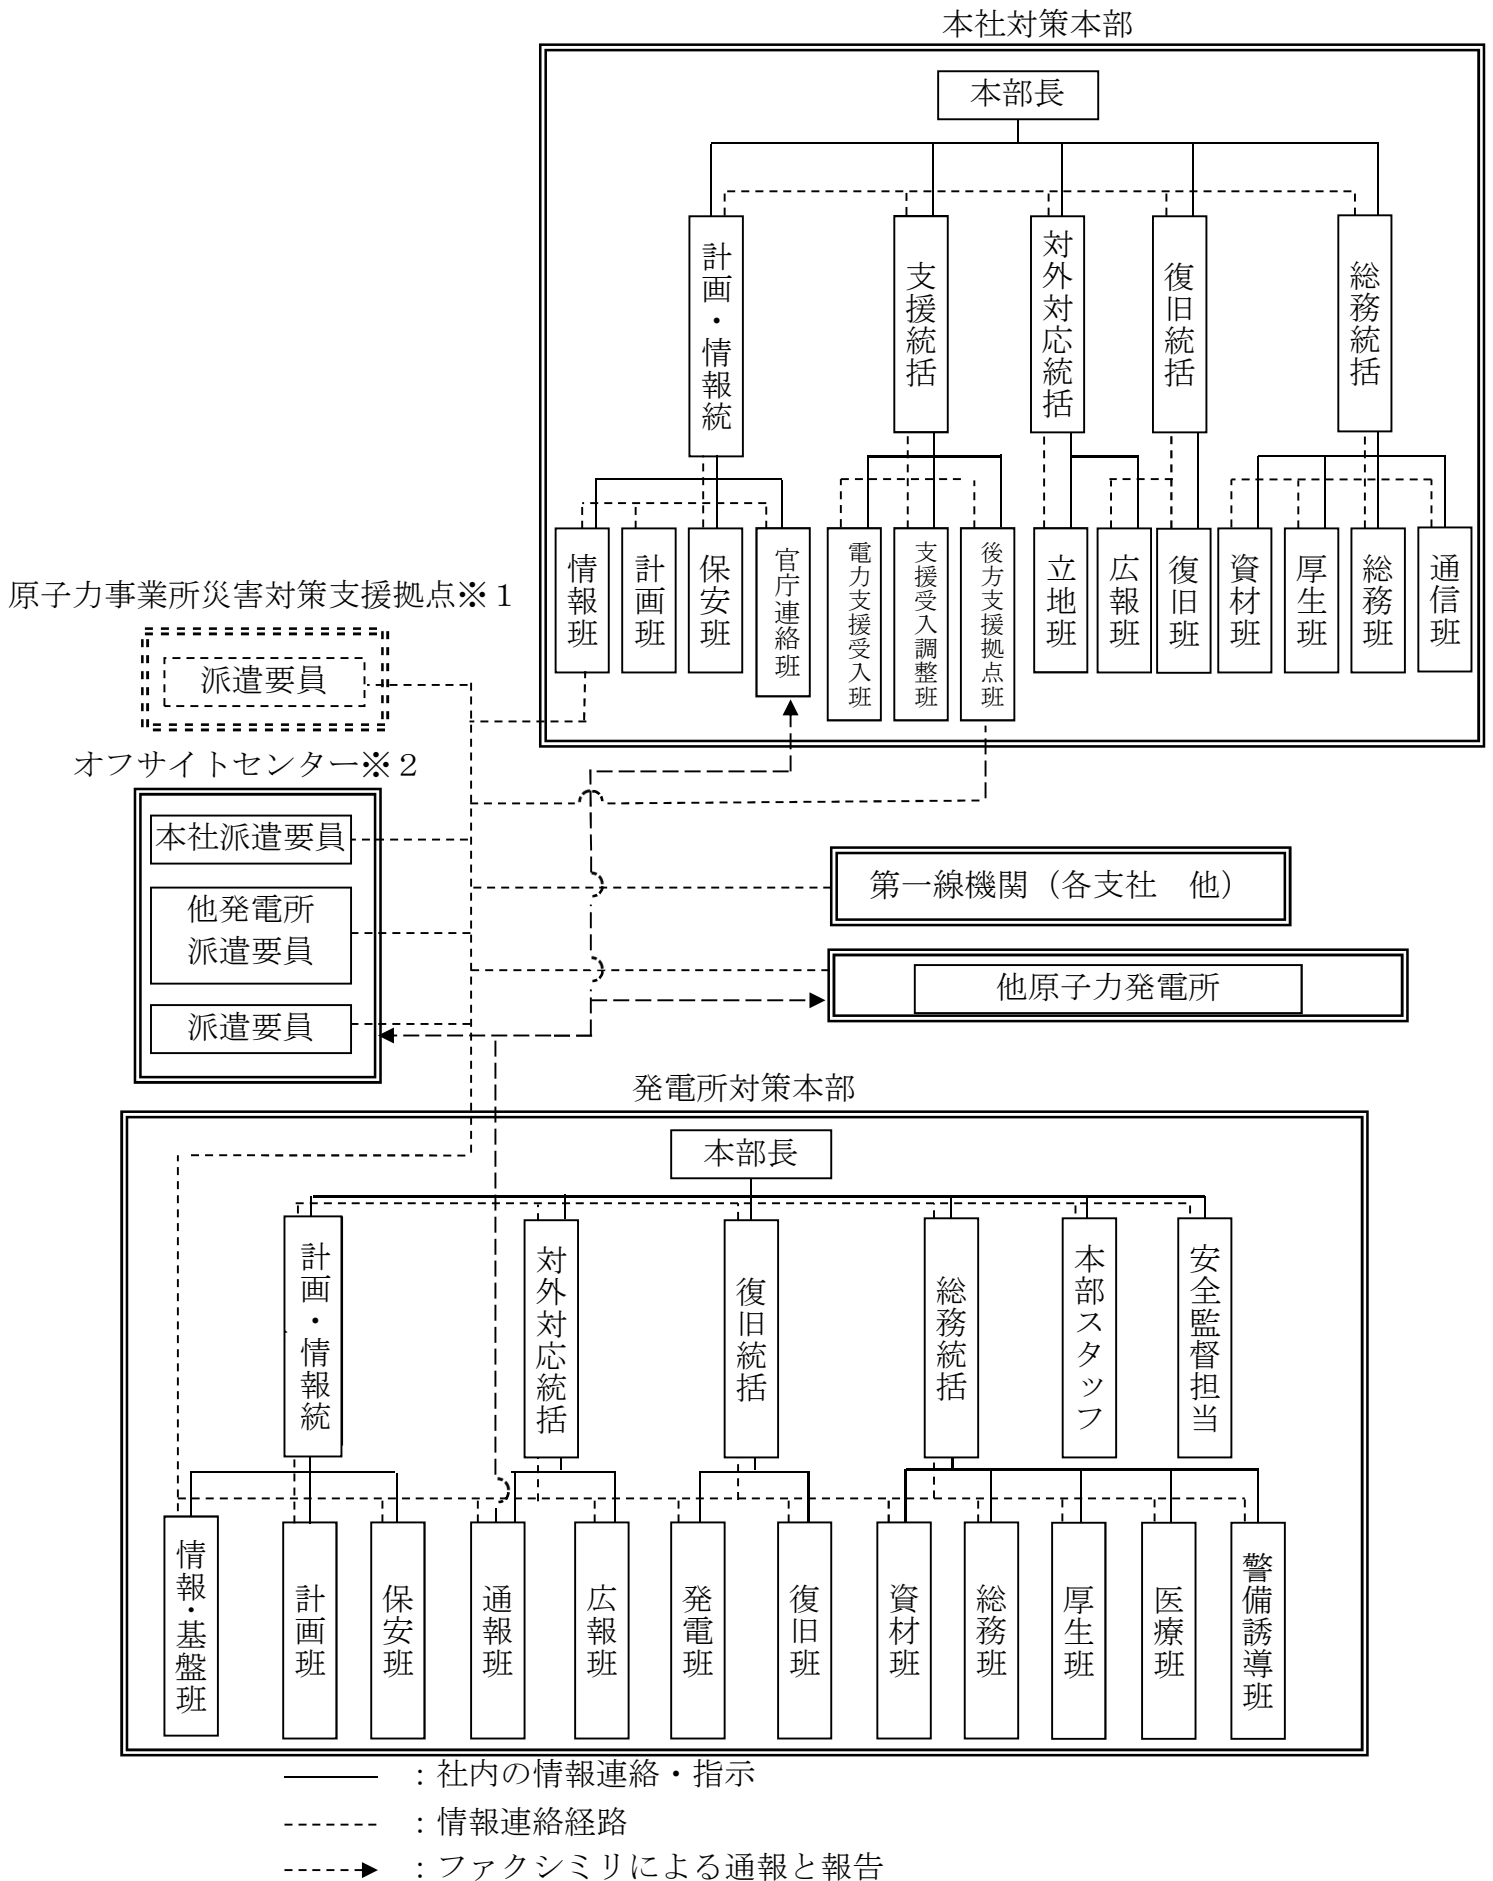 本社対策本部
本部長
計画・情報統
支援統括
対外対応統括
復旧統括
総務統括
情報班
計画班
保安班
官庁連絡班
電力支援受入班
支援受入調整班
後方支援拠点班
立地班
広報班
復旧班
資材班
厚生班
総務班
通信班
原子力事業所災害対策支援拠点※１
派遣要員
オフサイトセンター※２
本社派遣要員
他発電所
派遣要員
派遣要員
第一線機関（各支社　他）
他原子力発電所
発電所対策本部
本部長
計画・情報統
対外対応統括
復旧統括
総務統括
本部スタッフ
安全監督担当
情報・基盤班
計画班
保安班
通報班
広報班
発電班
復旧班
資材班
総務班
厚生班
医療班
警備誘導班
：社内の情報連絡・指示
：情報連絡経路
：ファクシミリによる通報と報告